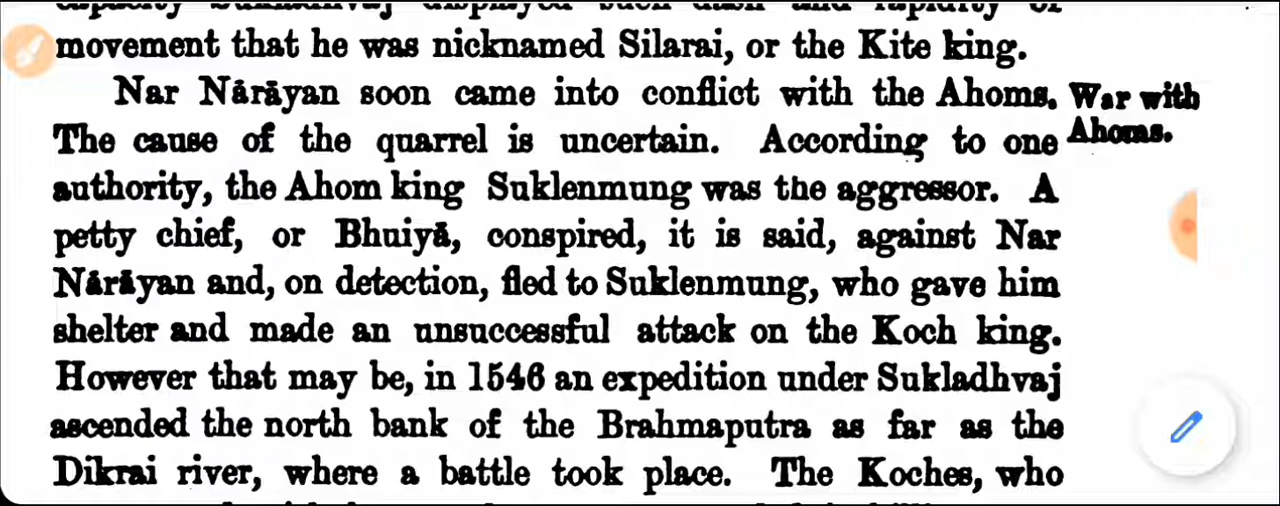 movement that he was nicknamed Silarai, or the Kite king.
Nar Nārāyan soon came into conflict with the Ahoms. War with
The cause of the quarrel is uncertain. According to one Ahoms.
authority, the Ahom king Suklenmung was the aggressor. A
petty chief, or Bhuiyā, conspired, it is said, against Nar
Nārāyan and, on detection, fled to Suklenmung, who gave him
shelter and made an unsuccessful attack on the Koch king.
However that may be, in 1546 an expedition under Sukladhvaj
ascended the north bank of the Brahmaputra as far as the
Dikrai river, where a battle took place. The Koches, who